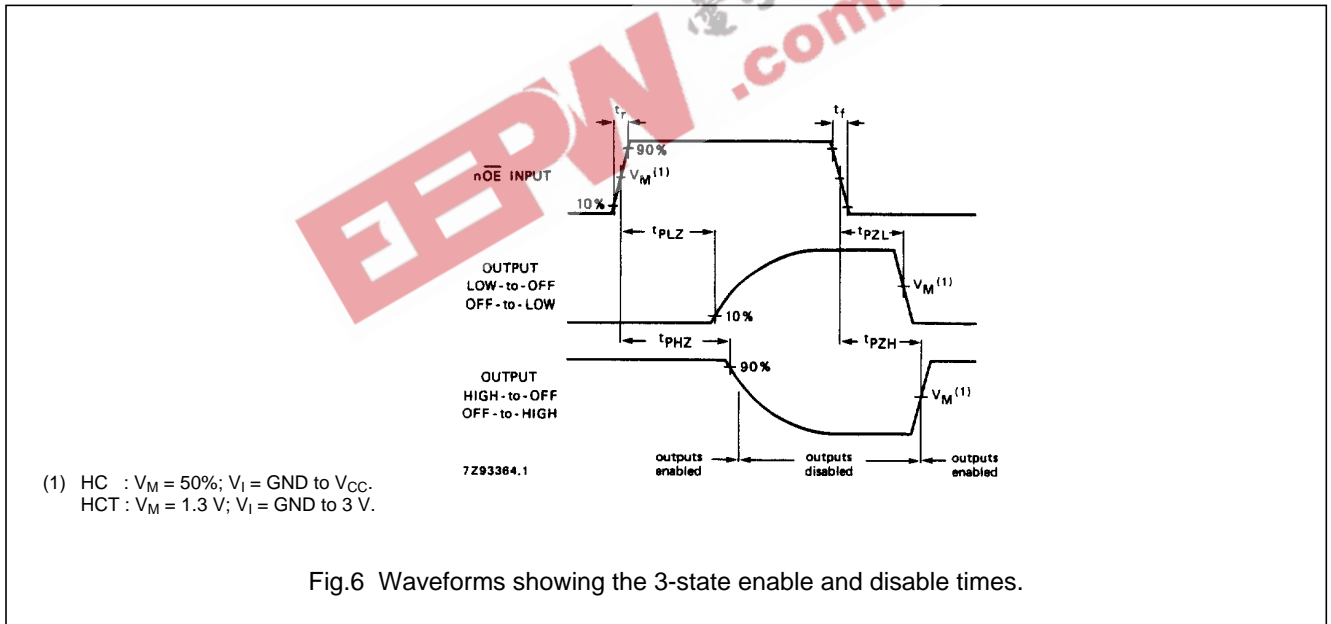 EEPW
.com
tr
tf
90%
nOE INPUT
VM(1)
10%
tPLZ
tPZL
OUTPUT
LOW-to-OFF
OFF-to-LOW
VM(1)
10%
tPHZ
tPZH
90%
OUTPUT
HIGH-to-OFF
OFF-to-HIGH
VM(1)
outputs
enabled
outputs
disabled
outputs
enabled
7Z93364.1
(1) HC : VM = 50%; VI = GND to VCC.
HCT : VM = 1.3 V; VI = GND to 3 V.
Fig.6 Waveforms showing the 3-state enable and disable times.